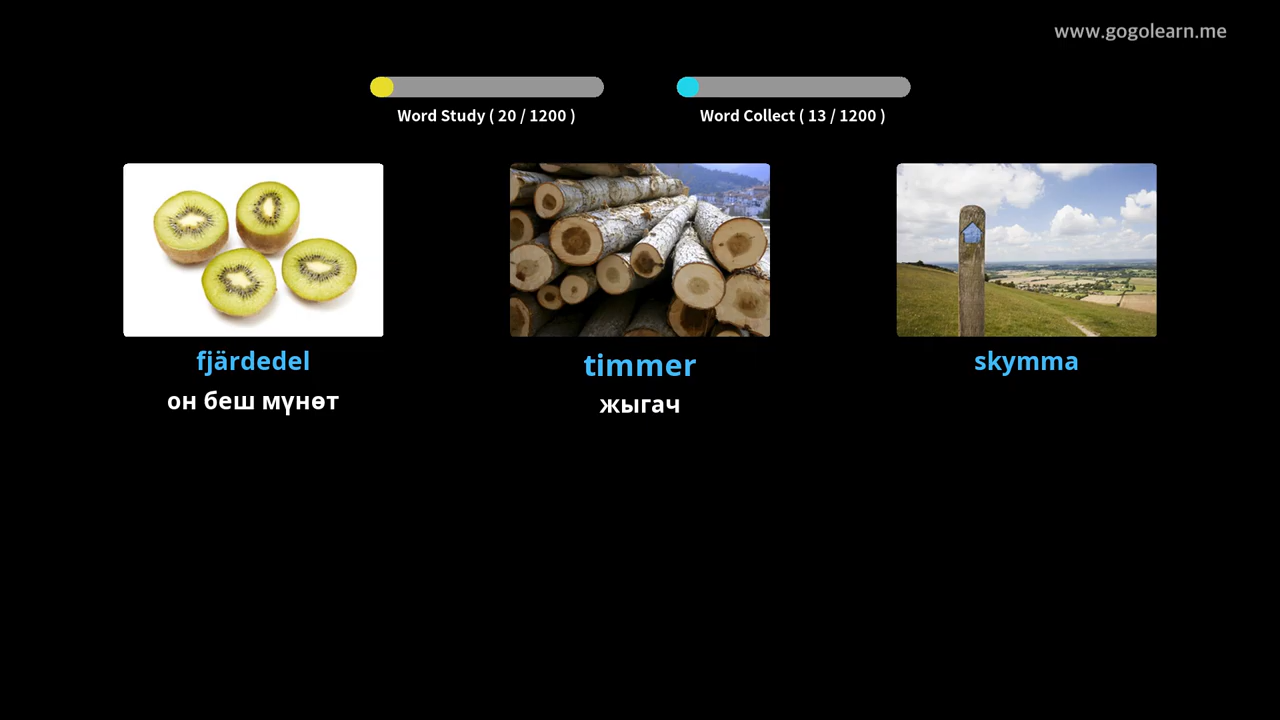 www.gogolearn.me
Word Study ( 20 / 1200 )
Word Collect ( 13 / 1200 )
fjärdedel
он беш мүнөт
timmer
жыгач
skymma